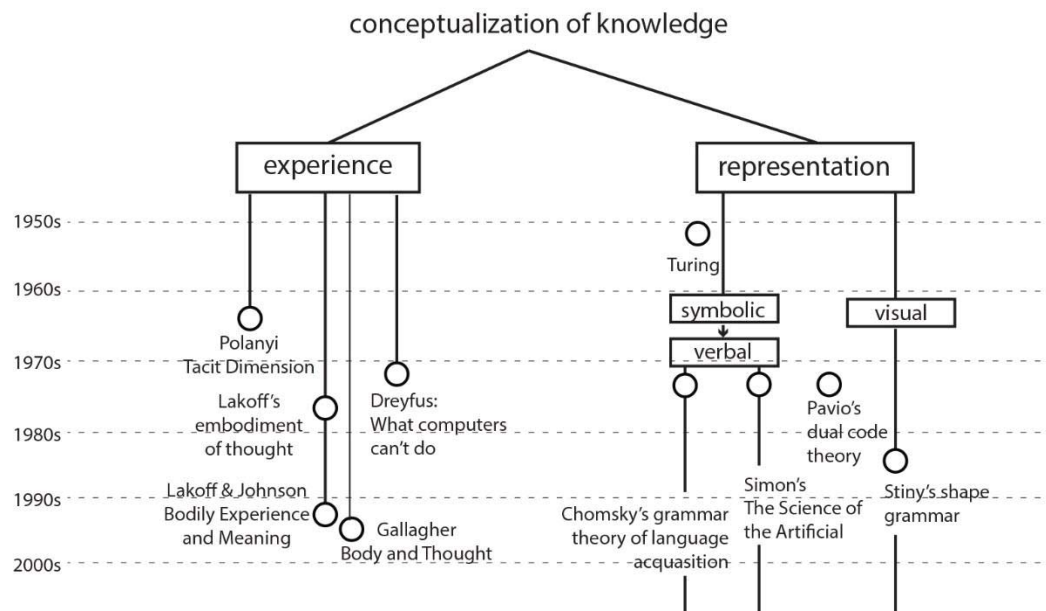 conceptualization of knowledge
experience
representation
1950s
Turing
1960s
symbolic
visual
Polanyi
Tacit Dimension
verbal
1970s
Lakoff's
embodiment
of thought
Dreyfus:
What computers
can't do
Pavio's
dual code
theory
1980s
Lakoff & Johnson
Bodily Experience
and Meaning
Gallagher
Body and Thought
Chomsky's grammar
theory of language
acquasition
Simon's
The Science of
the Artificial
Stiny's shape
grammar
1990s
2000s